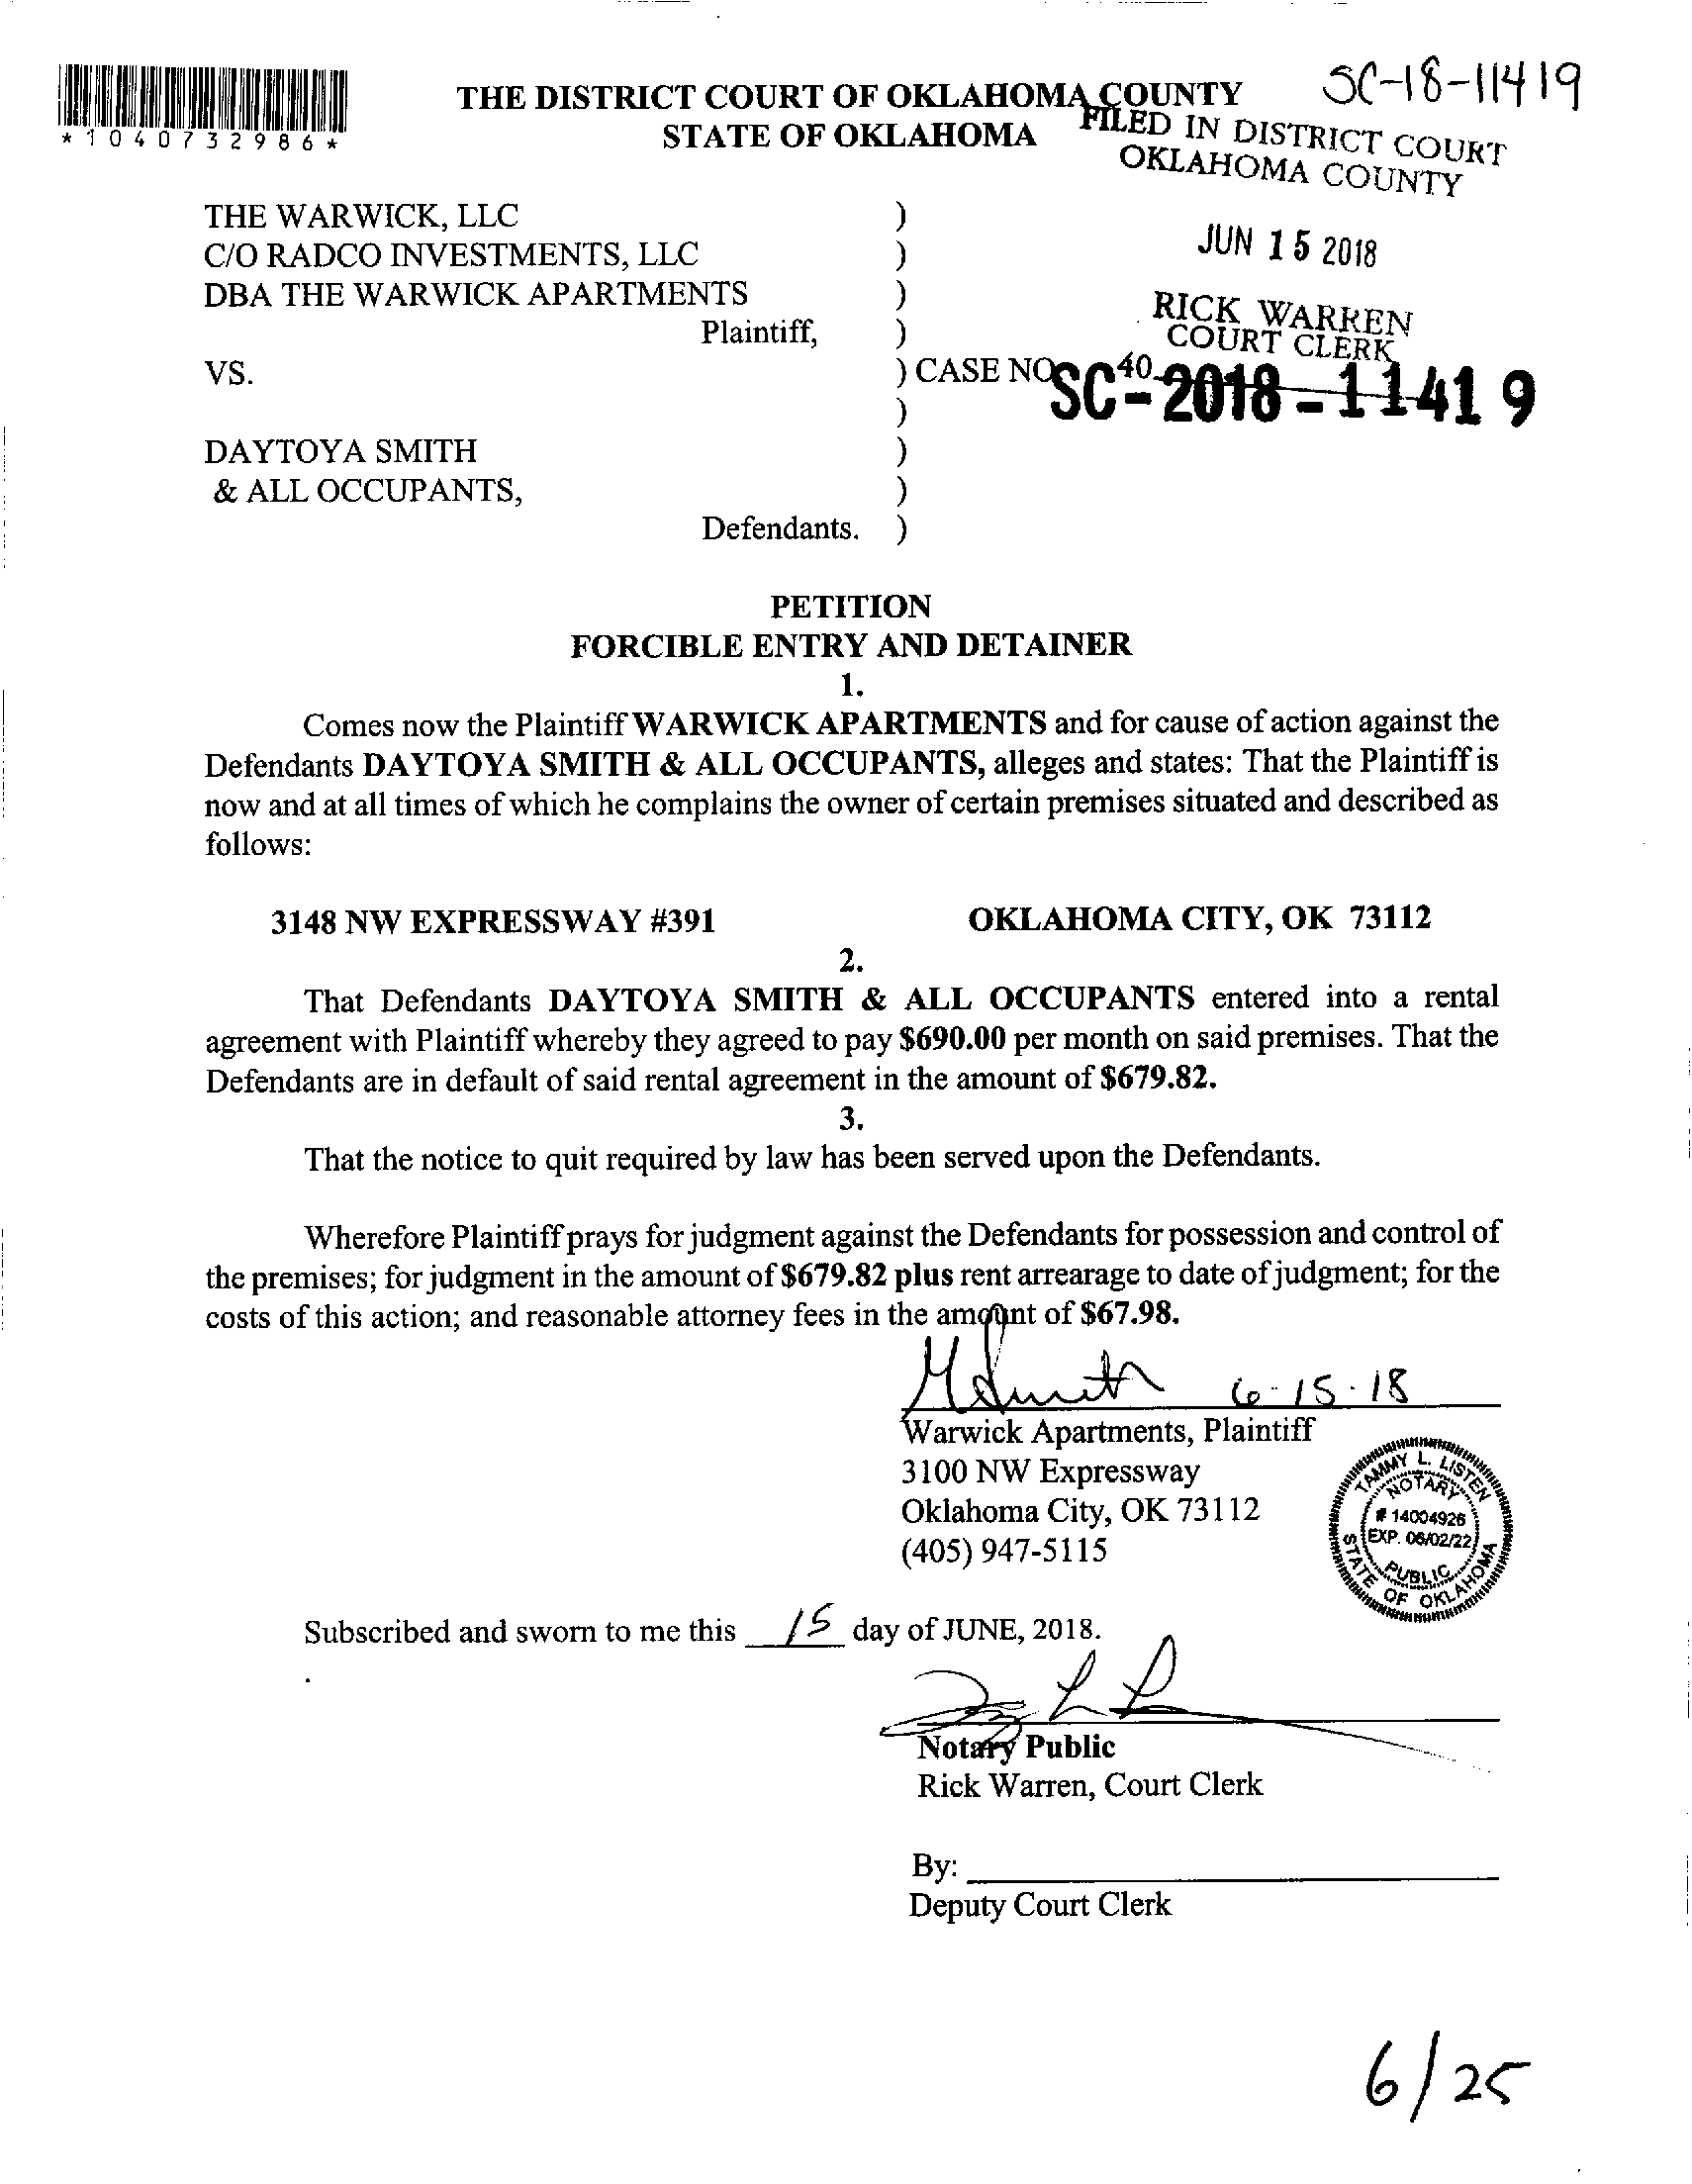 SC-18-11419
THE DISTRICT COURT OF OKLAHOMA COUNTY
STATE OF OKLAHOMA
*1040732986*
FILED IN DISTRICT COURT
OKLAHOMA COUNTY
JUN 15 2018
RICK WARREN
COURT CLERK
40
THE WARWICK, LLC )
C/O RADCO INVESTMENTS, LLC )
DBA THE WARWICK APARTMENTS )
Plaintiff, )
VS. ) CASE NO SC-2018-11419
)
DAYTOYA SMITH )
& ALL OCCUPANTS, )
Defendants. )
PETITION
FORCIBLE ENTRY AND DETAINER
1.
Comes now the Plaintiff WARWICK APARTMENTS and for cause of action against the
Defendants DAYTOYA SMITH & ALL OCCUPANTS, alleges and states: That the Plaintiff is
now and at all times of which he complains the owner of certain premises situated and described as
follows:
3148 NW EXPRESSWAY #391 OKLAHOMA CITY, OK 73112
2.
That Defendants DAYTOYA SMITH & ALL OCCUPANTS entered into a rental
agreement with Plaintiff whereby they agreed to pay $690.00 per month on said premises. That the
Defendants are in default of said rental agreement in the amount of $679.82.
3.
That the notice to quit required by law has been served upon the Defendants.
Wherefore Plaintiff prays for judgment against the Defendants for possession and control of
the premises; for judgment in the amount of $679.82 plus rent arrearage to date of judgment; for the
costs of this action; and reasonable attorney fees in the amount of $67.98.
6-15-18
Warwick Apartments, Plaintiff
3100 NW Expressway
Oklahoma City, OK 73112
(405) 947-5115
TAMMY L. LISTEN
NOTARY
# 14004926
EXP. 06/02/22
PUBLIC
STATE OF OKLAHOMA
Subscribed and sworn to me this 15 day of JUNE, 2018.
Notary Public
Rick Warren, Court Clerk
By:
Deputy Court Clerk
6/25